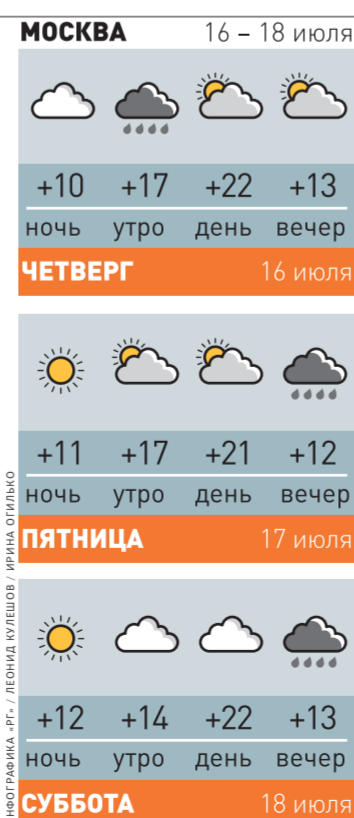 МОСКВА 16 – 18 июля
+10 +17 +22 +13
ночь утро день вечер
ЧЕТВЕРГ 16 июля
+11 +17 +21 +12
ночь утро день вечер
ПЯТНИЦА 17 июля
+12 +14 +22 +13
ночь утро день вечер
СУББОТА 18 июля
НФОГРАФИКА «РГ» / ЛЕОНИД КУЛЕШОВ / ИРИНА ОГИЛЬКО